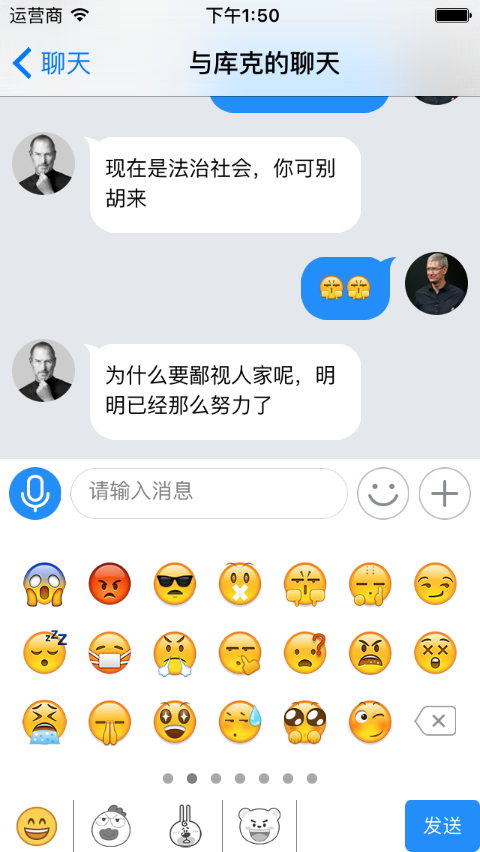 运营商 下午1:50
聊天 与库克的聊天
现在是法治社会，你可别
胡来
为什么要鄙视人家呢，明
明已经那么努力了
请输入消息
发送